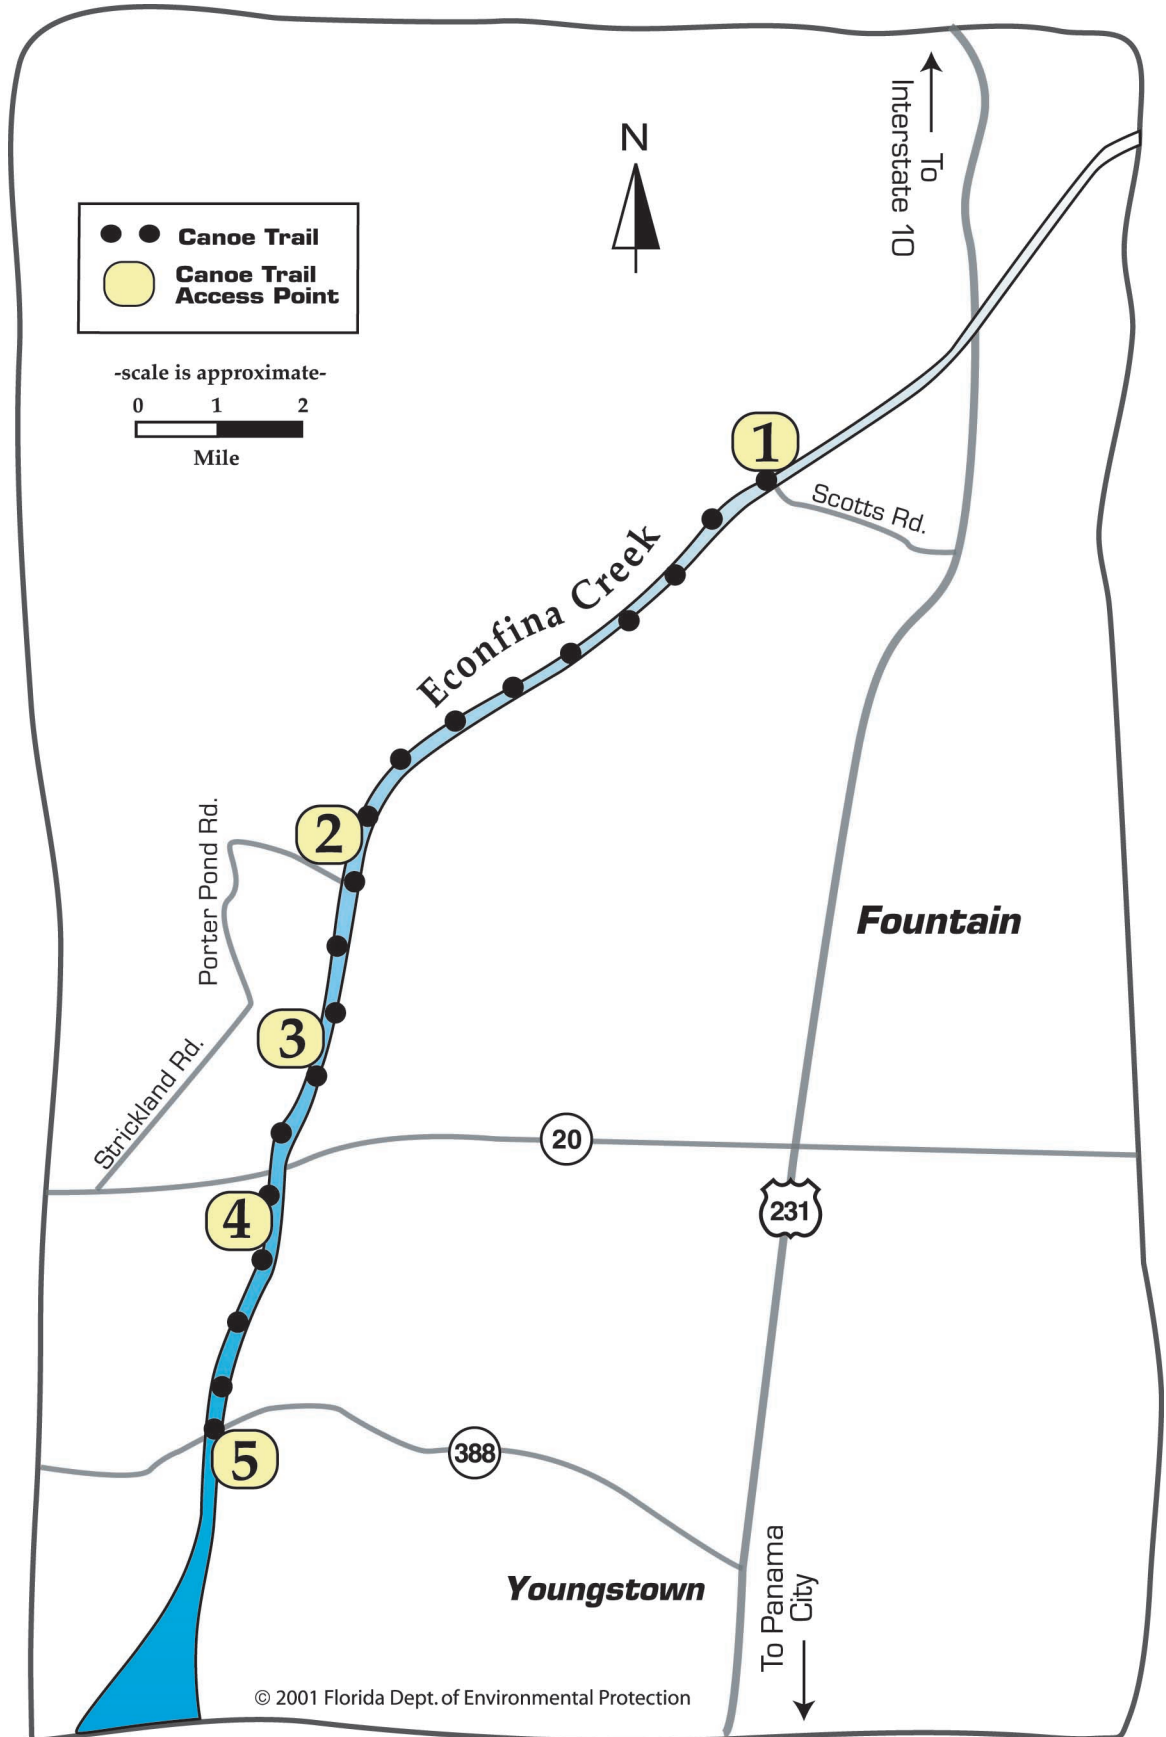 To
Interstate 10
N
Canoe Trail
Canoe Trail
Access Point
-scale is approximate-
0 1 2
Mile
1
Scotts Rd.
Econfina Creek
2
Porter Pond Rd.
Fountain
3
Strickland Rd.
20
4
231
5
388
Youngstown
To Panama
City
© 2001 Florida Dept. of Environmental Protection